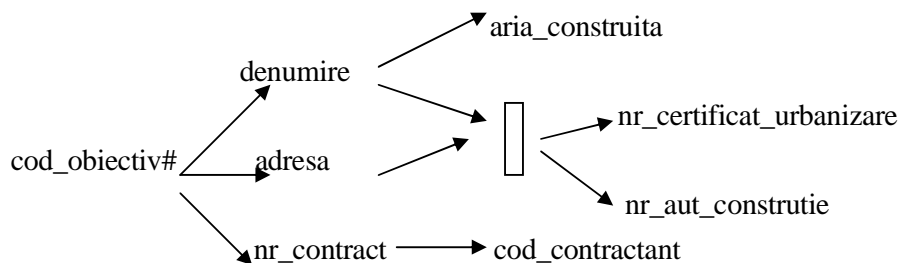 aria_construita
denumire
nr_certificat_urbanizare
cod_obiectiv#
adresa
nr_aut_construtie
nr_contract
cod_contractant